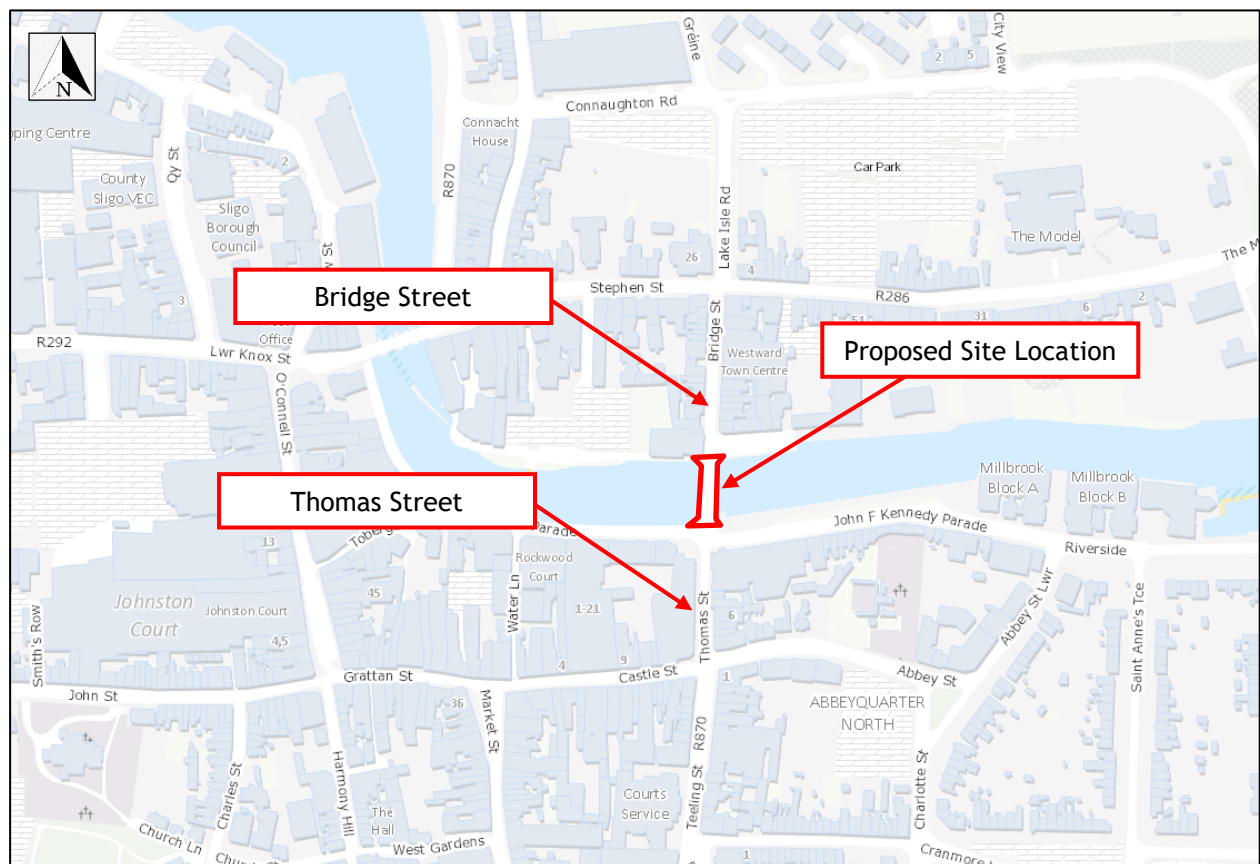 N
Gréine
City View
2
5
Connaughton Rd
pping Centre
Connacht
House
Qy St
2
R870
Car Park
County
Sligo VEC
Sligo
Borough
Council
Lake Isle Rd
The Model
The M
26
4
Bridge Street
Stephen St
R286
3
51
31
6
2
Bridge St
R292
Office
Lwr Knox St
Westward
Town Centre
Proposed Site Location
O'Connell St
Millbrook
Block A
Millbrook
Block B
Thomas Street
Parade
John F Kennedy Parade
Riverside
13
Toberg
Rockwood
Court
Water Ln
Abbey St Lwr
Saint Anne's Tce
Smith's Row
Johnston
Court
Johnston Court
45
1-21
Thomas St
6
4,5
4
9
Castle St
Abbey St
Grattan St
John St
1
ABBEYQUARTER
NORTH
36
Market St
R870
Teeling St
Charles St
Harmony Hill
Courts
Service
Charlotte St
The
Hall
Church Ln
West Gardens
1
Cranmore